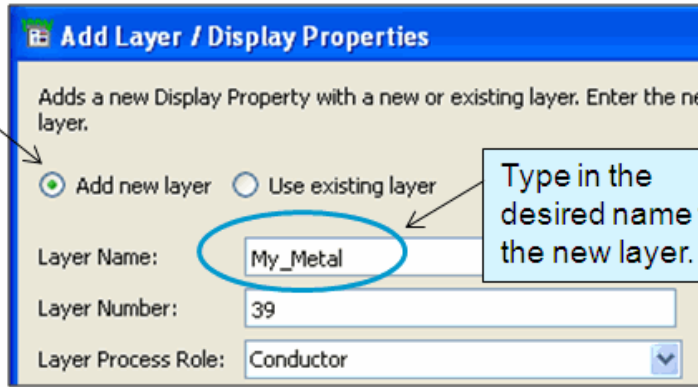 Add Layer / Display Properties
Adds a new Display Property with a new or existing layer. Enter the
layer.
Add new layer Use existing layer
Type in the
desired name
the new layer.
Layer Name: My_Metal
Layer Number: 39
Layer Process Role: Conductor